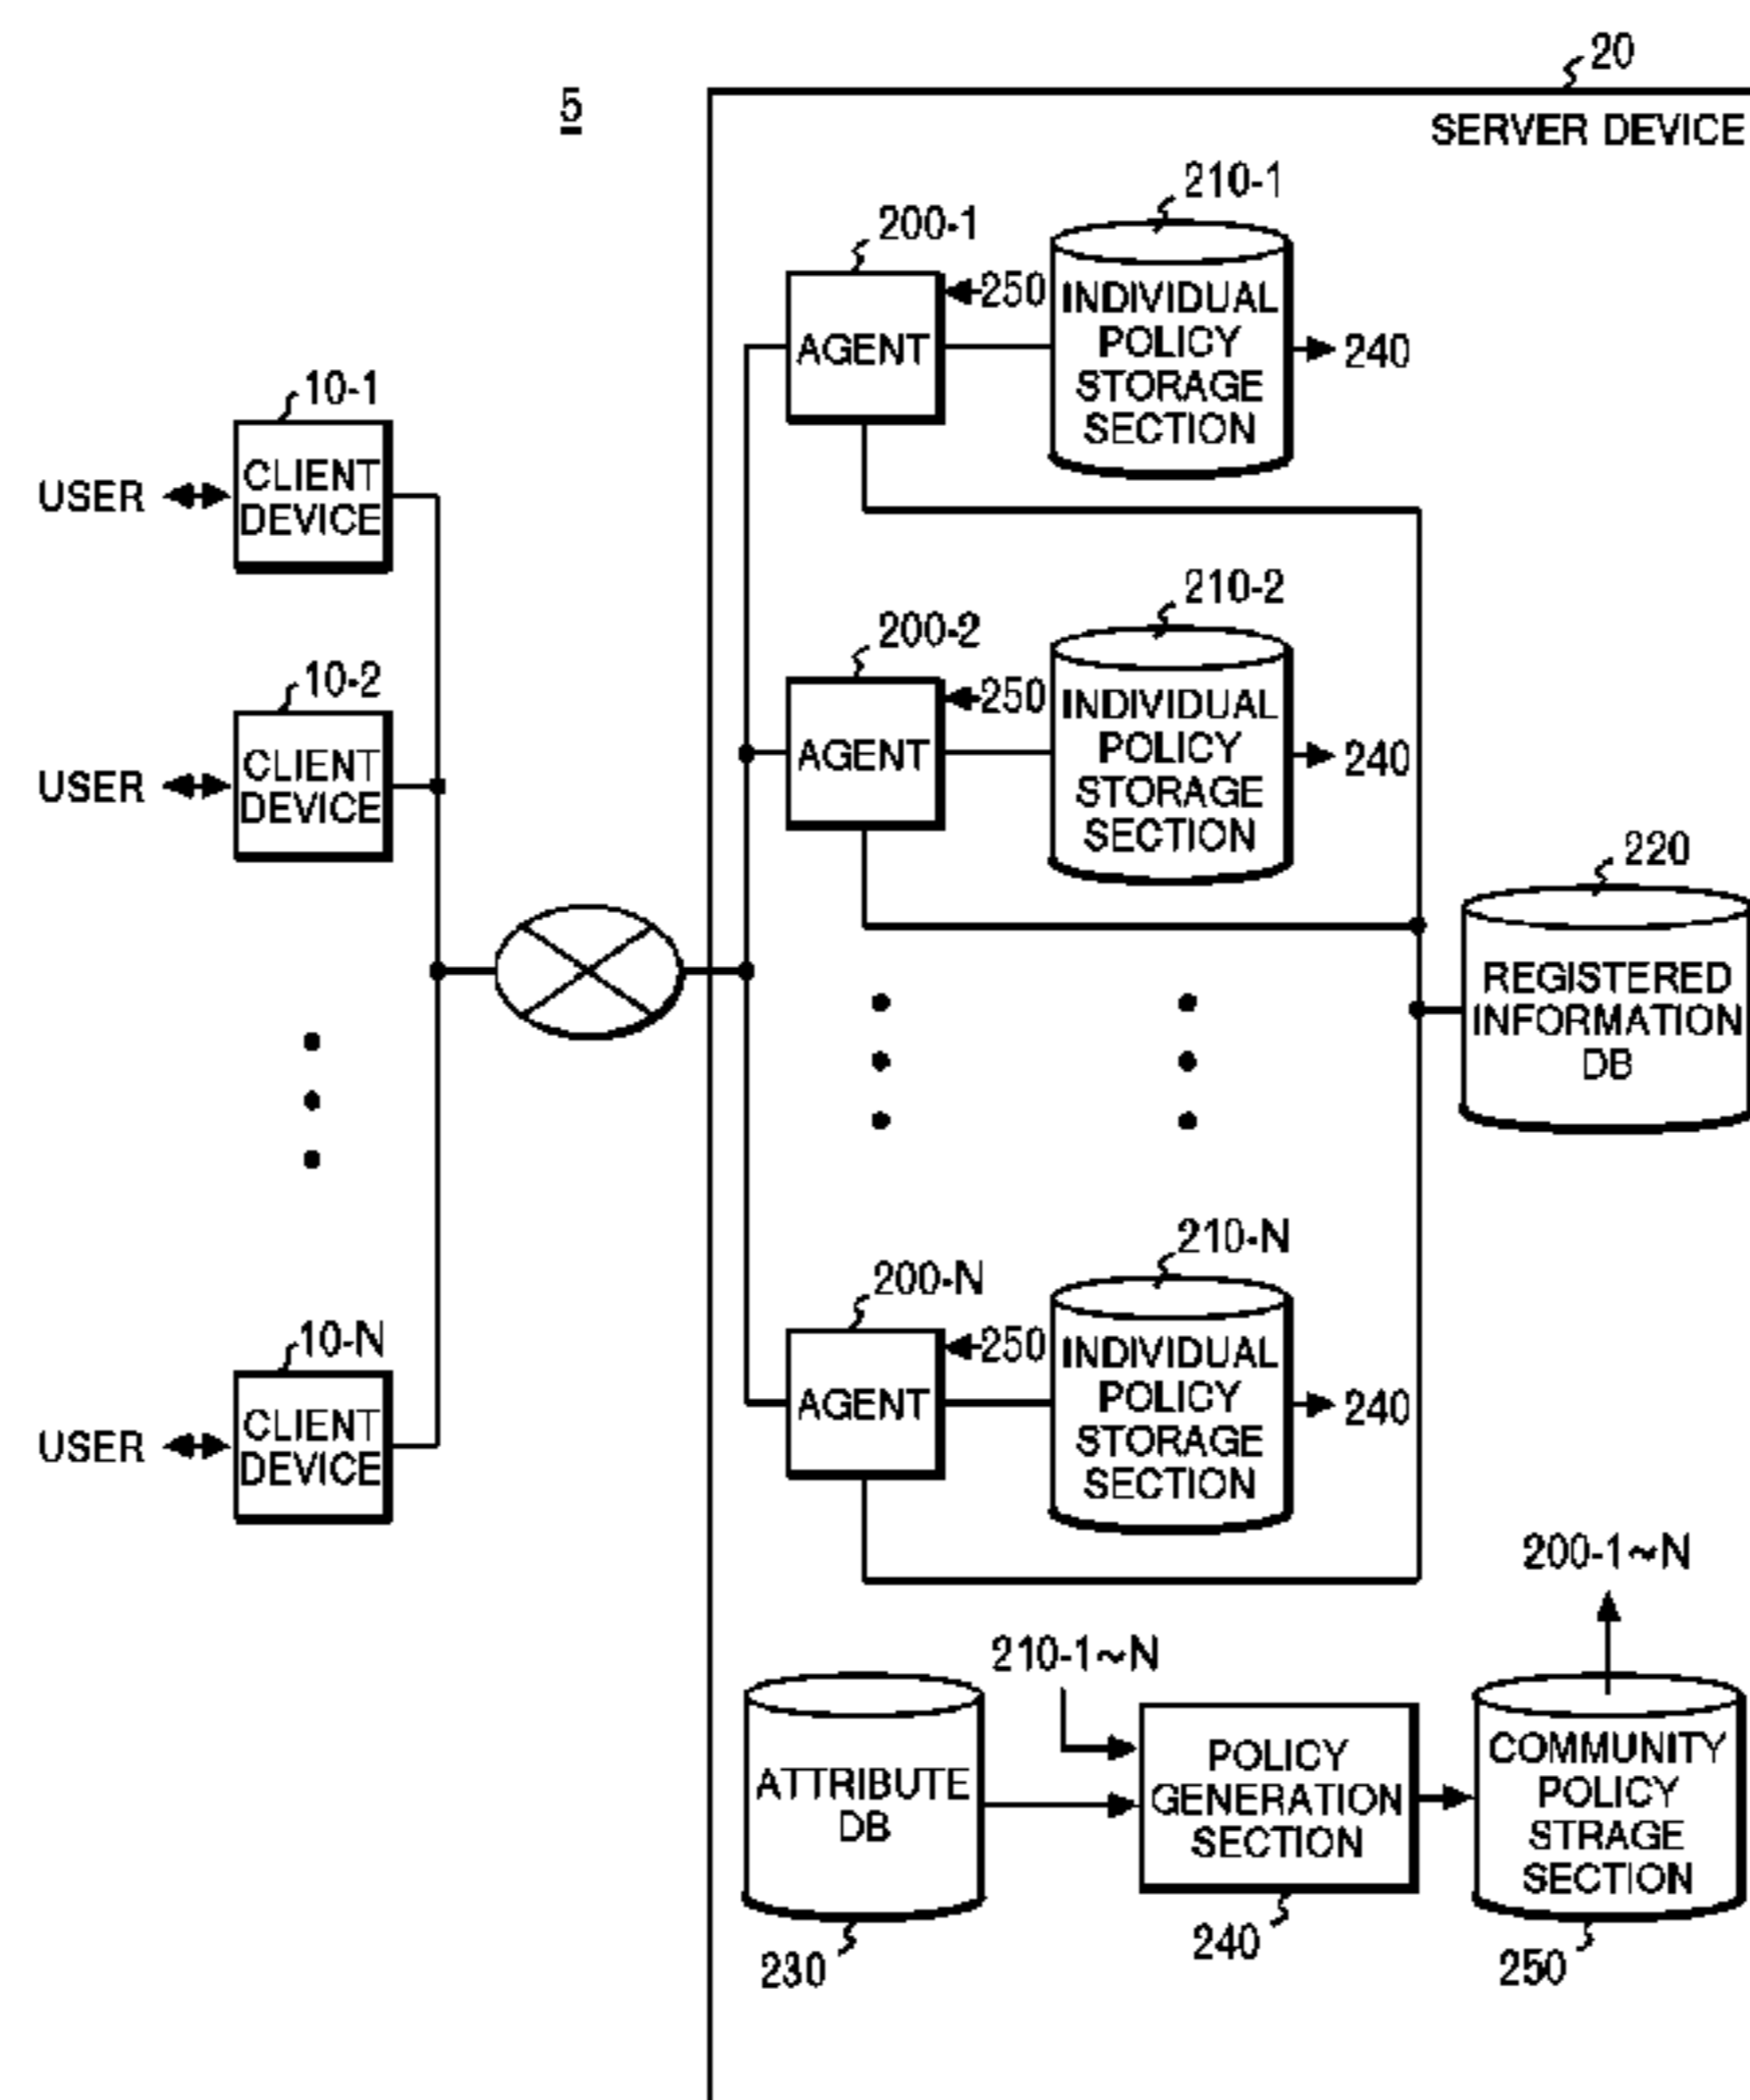 20
5
SERVER DEVICE
210-1
200-1
250
INDIVIDUAL
POLICY
STORAGE
SECTION
AGENT
240
10-1
USER
CLIENT
DEVICE
210-2
200-2
250
INDIVIDUAL
POLICY
STORAGE
SECTION
AGENT
240
10-2
USER
CLIENT
DEVICE
220
REGISTERED
INFORMATION
DB
210-N
200-N
250
INDIVIDUAL
POLICY
STORAGE
SECTION
AGENT
240
10-N
USER
CLIENT
DEVICE
200-1~N
210-1~N
ATTRIBUTE
DB
230
POLICY
GENERATION
SECTION
240
COMMUNITY
POLICY
STRAGE
SECTION
250